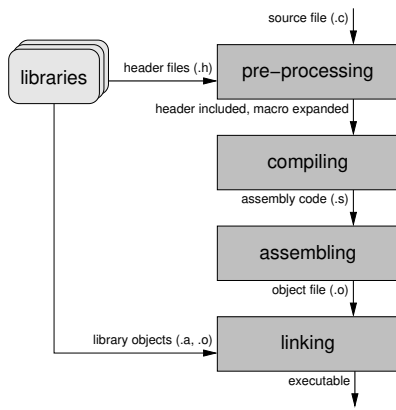 source file (.c)
libraries
header files (.h)
pre−processing
header included, macro expanded
compiling
assembly code (.s)
assembling
object file (.o)
library objects (.a, .o)
linking
executable